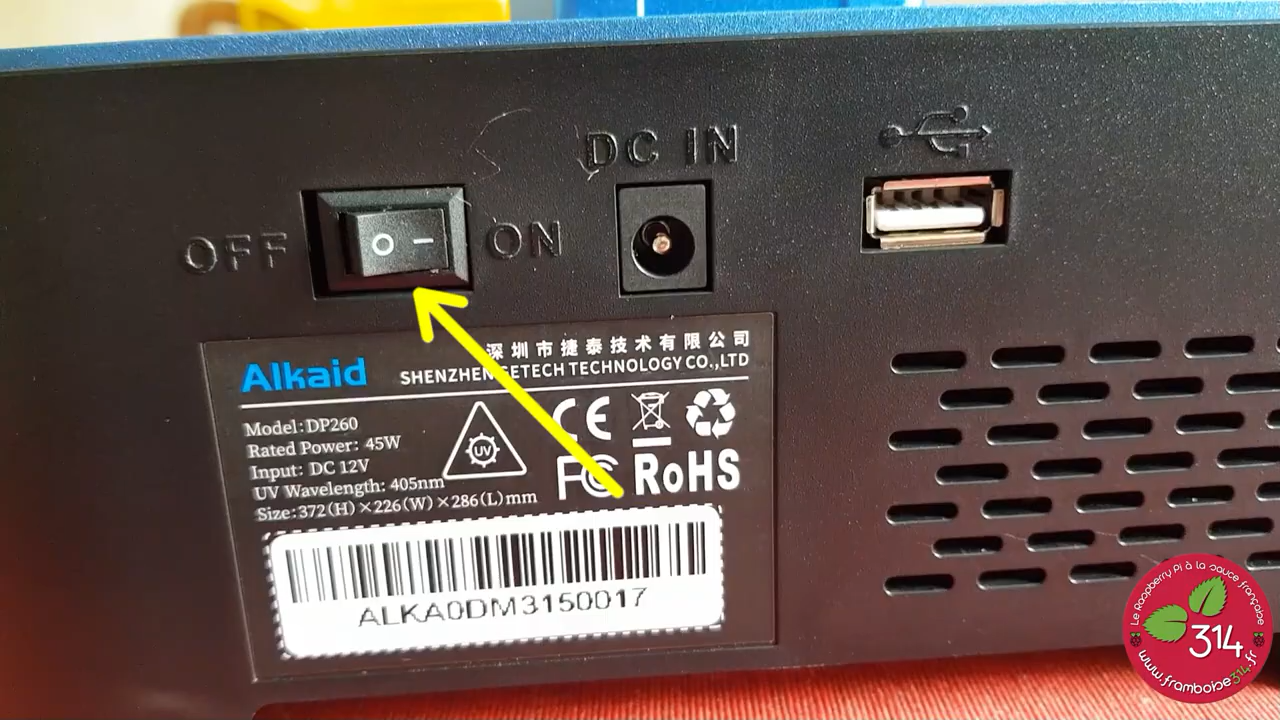 DC IN
OFF
O –
ON
深圳市捷泰技术有限公司
Alkaid
SHENZHEN GETECH TECHNOLOGY CO.,LTD
Model:DP260
Rated Power: 45W
Input: DC 12V
UV Wavelength: 405nm
Size:372(H)×226(W)×286(L)mm
UV
CE
FC
RoHS
ALKA0DM3150017
Le Raspberry Pi à la sauce française
314
www.framboise314.fr